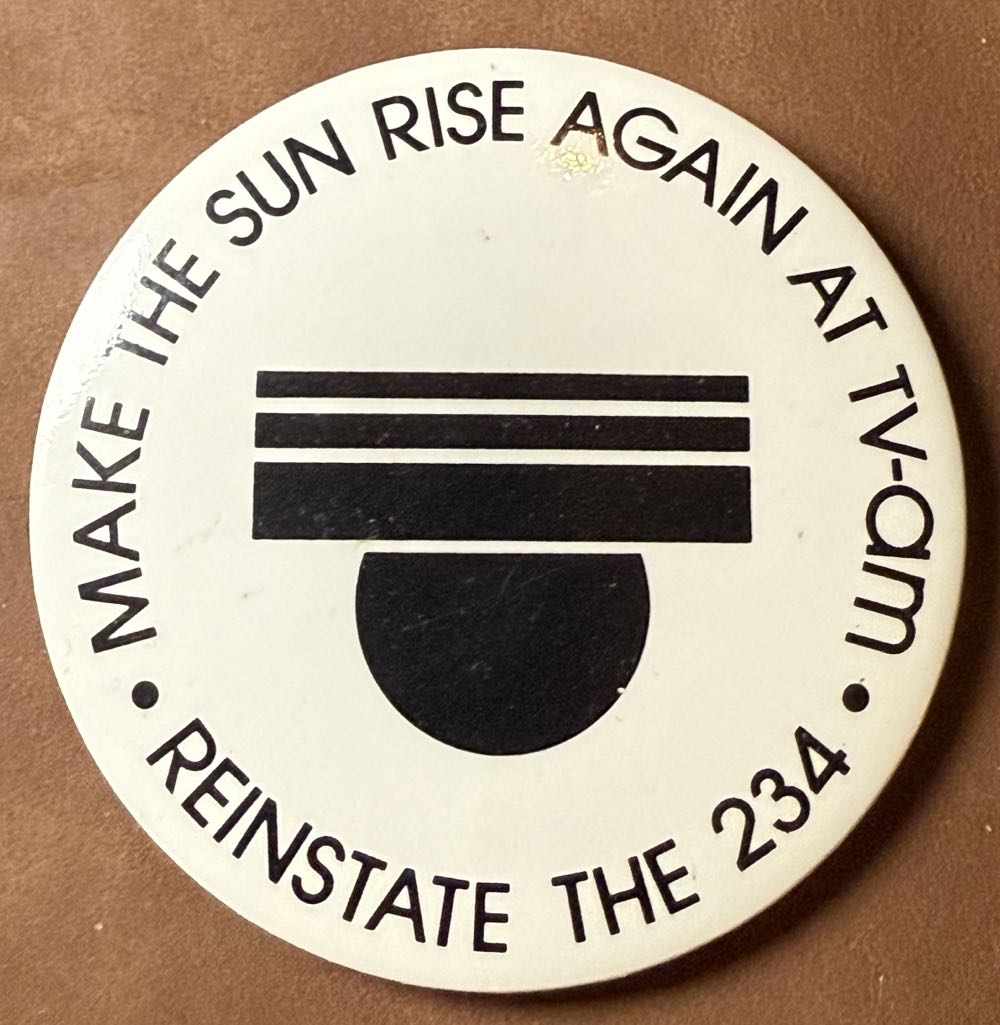 MAKE THE SUN RISE AGAIN AT TV-am
• REINSTATE THE 234 •